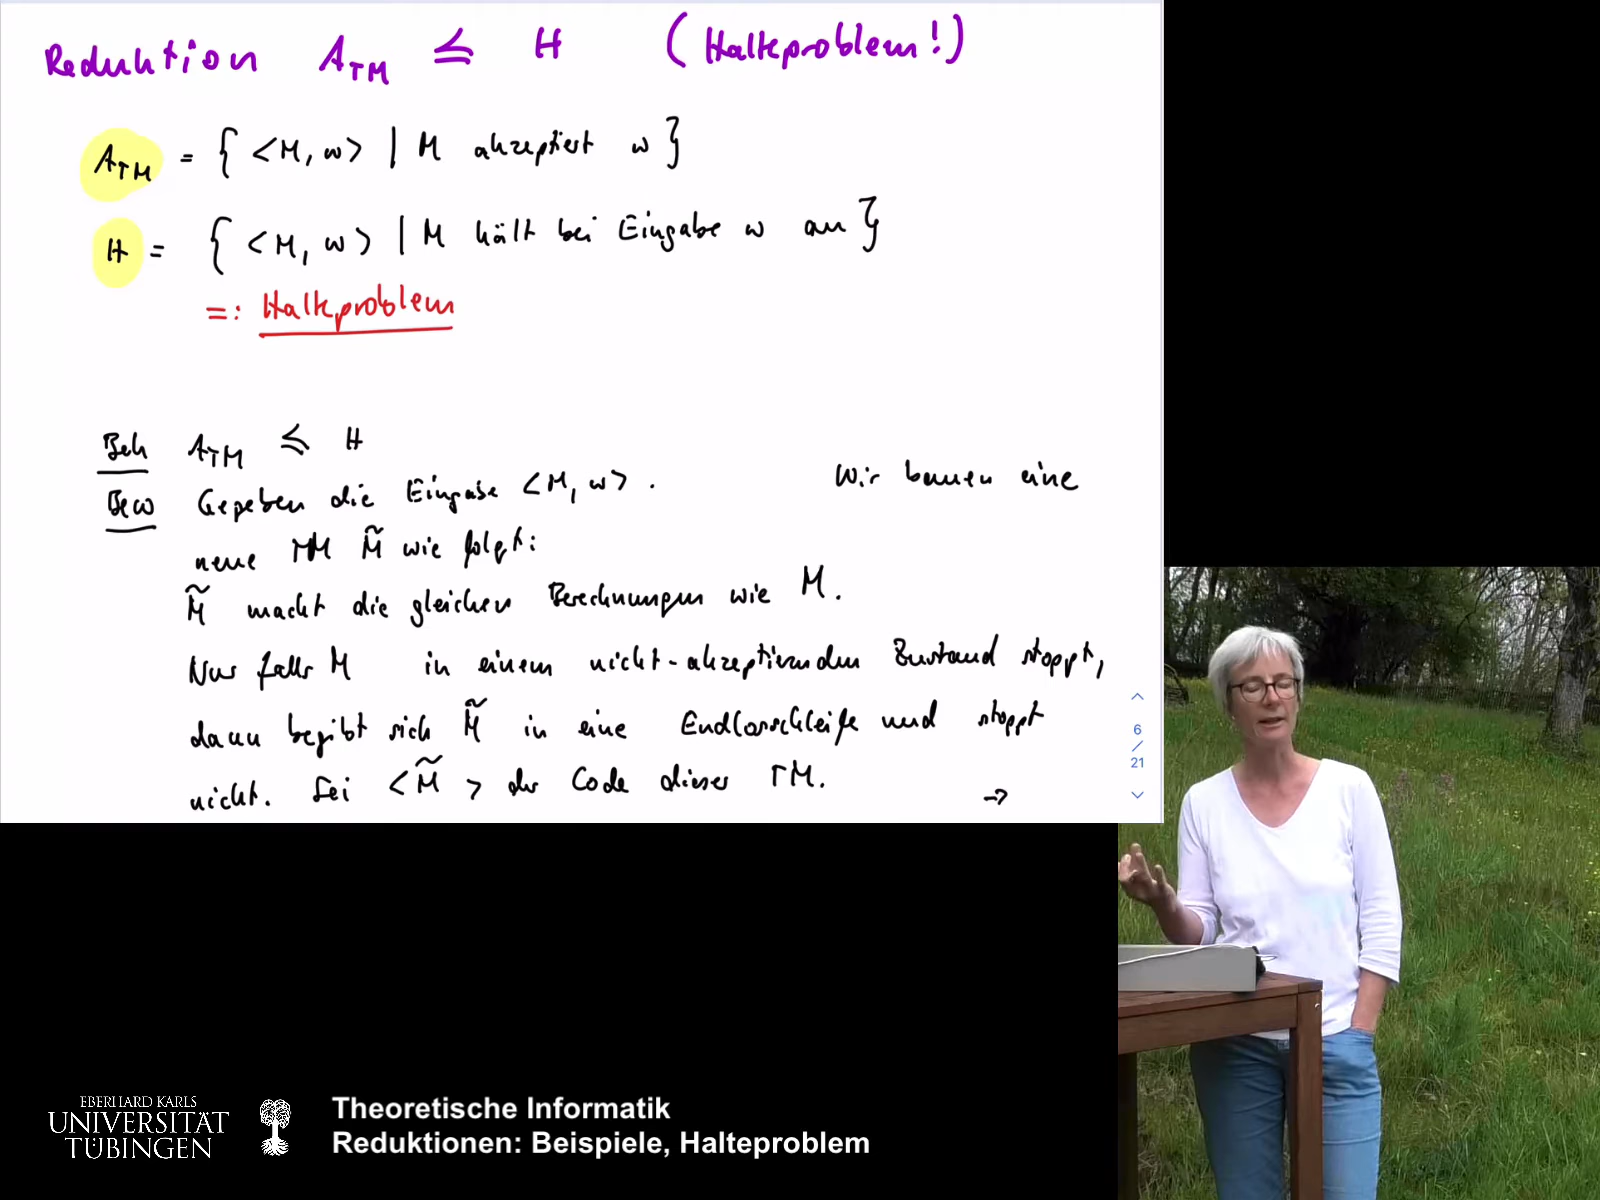 Reduktion A_TM ≤ H (Halteproblem!)
A_TM = { <M, w> | M akzeptiert w }
H = { <M, w> | M hält bei Eingabe w an }
=: Halteproblem
Beh A_TM ≤ H
Bew Gegeben die Eingabe <M, w>. Wir bauen eine
neue TM M̃ wie folgt:
M̃ macht die gleichen Berechnungen wie M.
Nur falls M in einem nicht-akzeptierenden Zustand stoppt,
dann begibt sich M̃ in eine Endlosschleife und stoppt
nicht. Sei <M̃> der Code dieser TM. →
6
/
21
EBERHARD KARLS
UNIVERSITÄT
TÜBINGEN
Theoretische Informatik
Reduktionen: Beispiele, Halteproblem